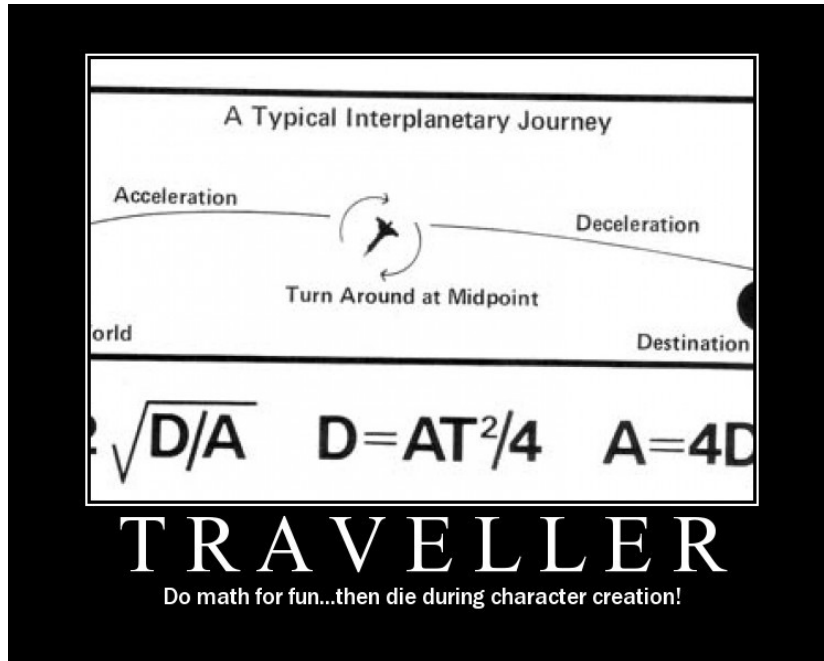 A Typical Interplanetary Journey
Acceleration
Deceleration
Turn Around at Midpoint
orld
Destination
√D/A D=AT²/4 A=4D
TRAVELLER
Do math for fun...then die during character creation!